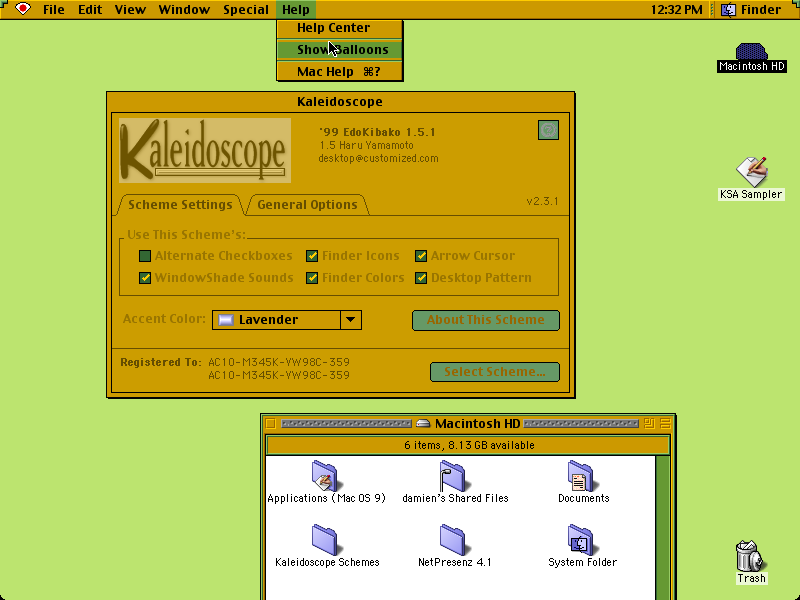 File Edit View Window Special Help 12:32 PM Finder
Help Center
Show Balloons
Mac Help ⌘?
Macintosh HD
Kaleidoscope
Kaleidoscope
'99 EdoKibako 1.5.1
1.5 Haru Yamamoto
desktop@customized.com
KSA Sampler
Scheme Settings General Options v2.3.1
Use This Scheme's:
Alternate Checkboxes Finder Icons Arrow Cursor
WindowShade Sounds Finder Colors Desktop Pattern
Accent Color: Lavender About This Scheme
Registered To: AC10-M345K-YW98C-359
AC10-M345K-YW98C-359
Select Scheme...
Macintosh HD
6 items, 8.13 GB available
Applications (Mac OS 9) damien's Shared Files Documents
Kaleidoscope Schemes NetPresenz 4.1 System Folder
Trash